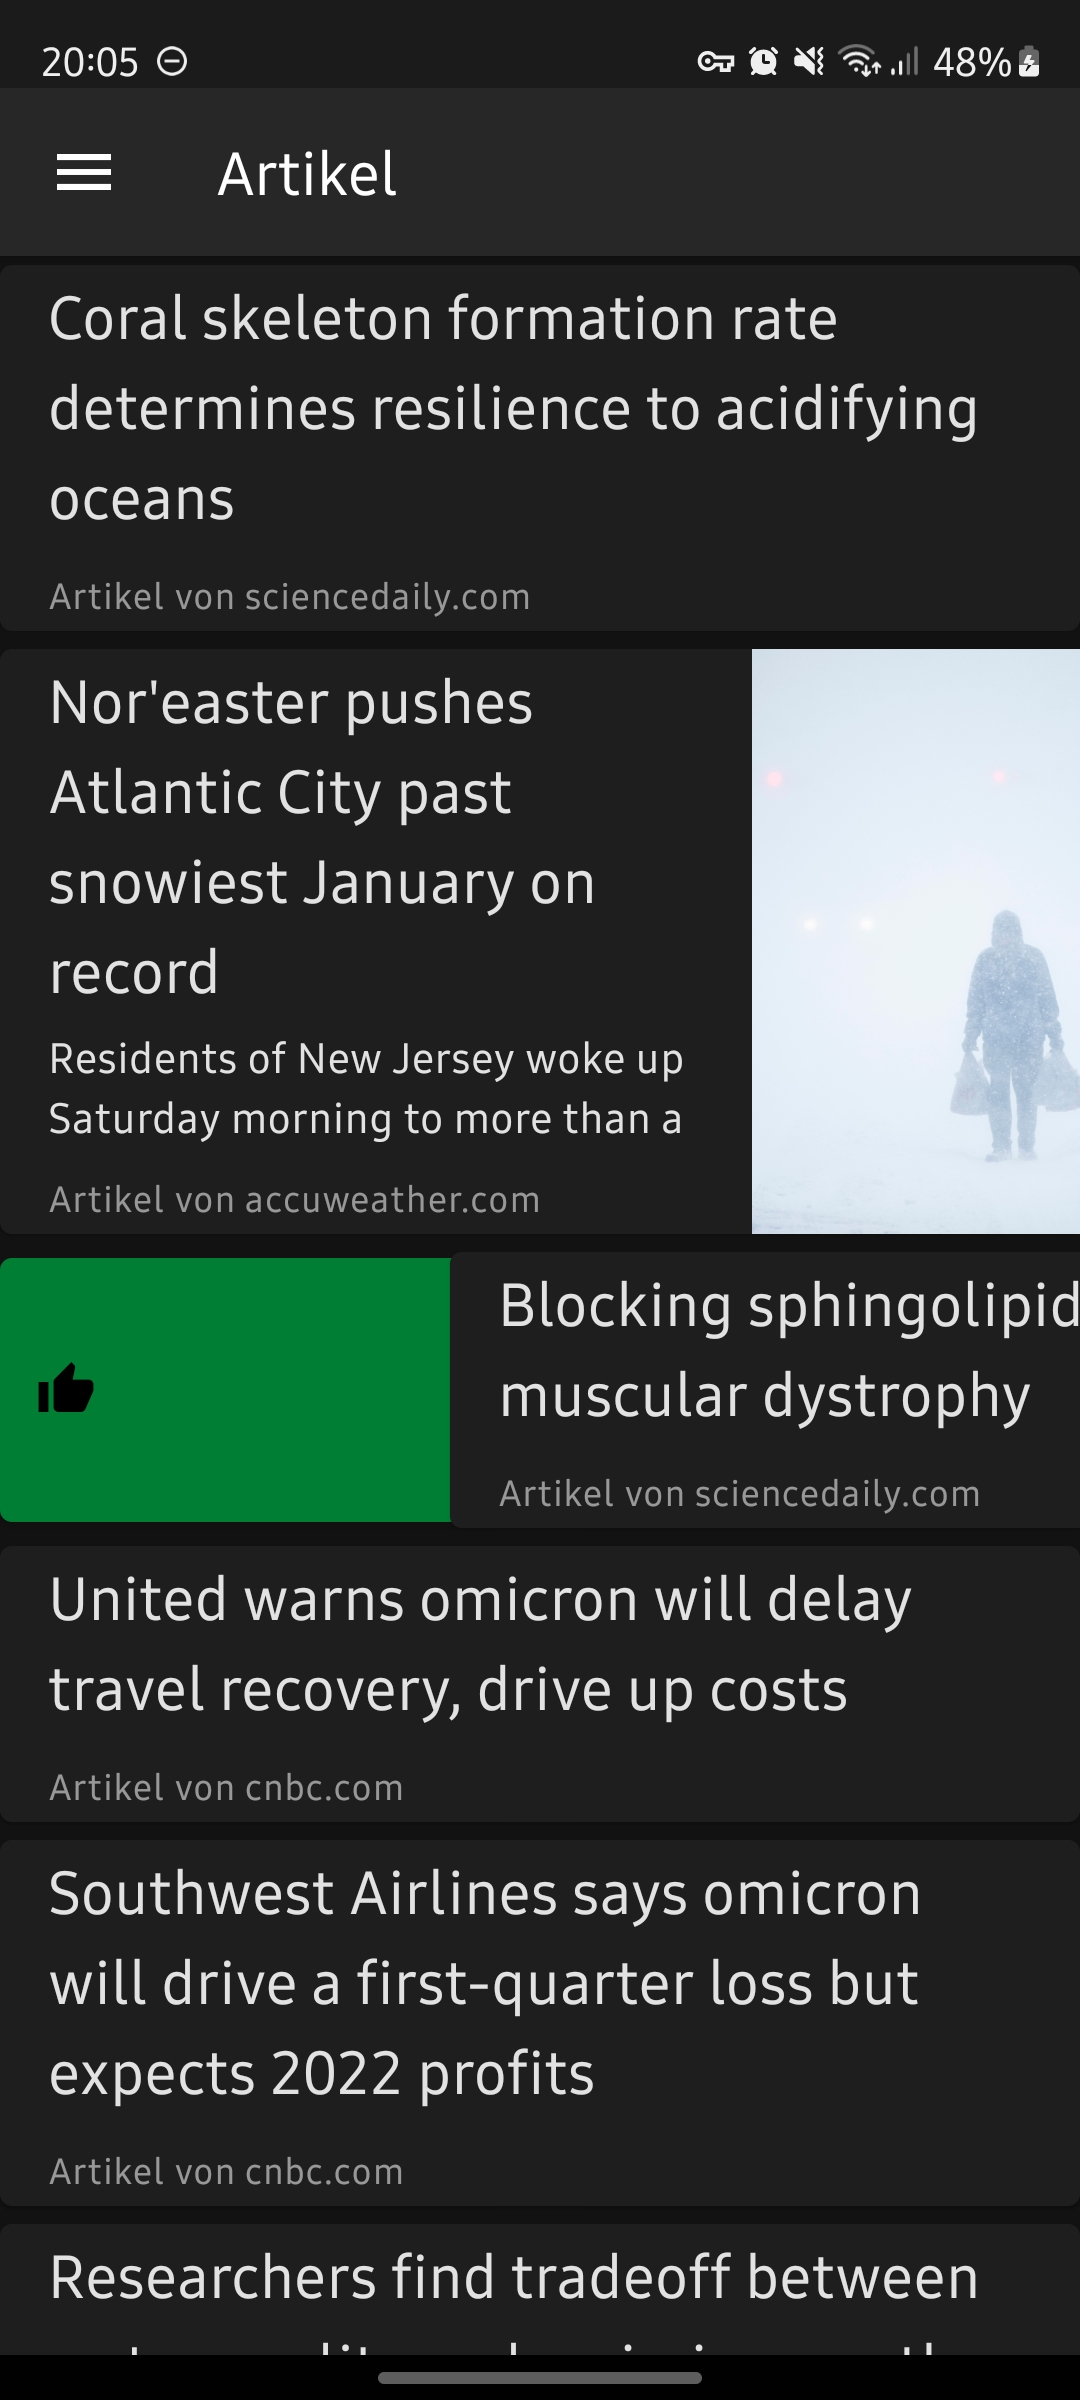 20:05
48%
Artikel
Coral skeleton formation rate
determines resilience to acidifying
oceans
Artikel von sciencedaily.com
Nor'easter pushes
Atlantic City past
snowiest January on
record
Residents of New Jersey woke up
Saturday morning to more than a
Artikel von accuweather.com
Blocking sphingolipid
muscular dystrophy
Artikel von sciencedaily.com
United warns omicron will delay
travel recovery, drive up costs
Artikel von cnbc.com
Southwest Airlines says omicron
will drive a first-quarter loss but
expects 2022 profits
Artikel von cnbc.com
Researchers find tradeoff between